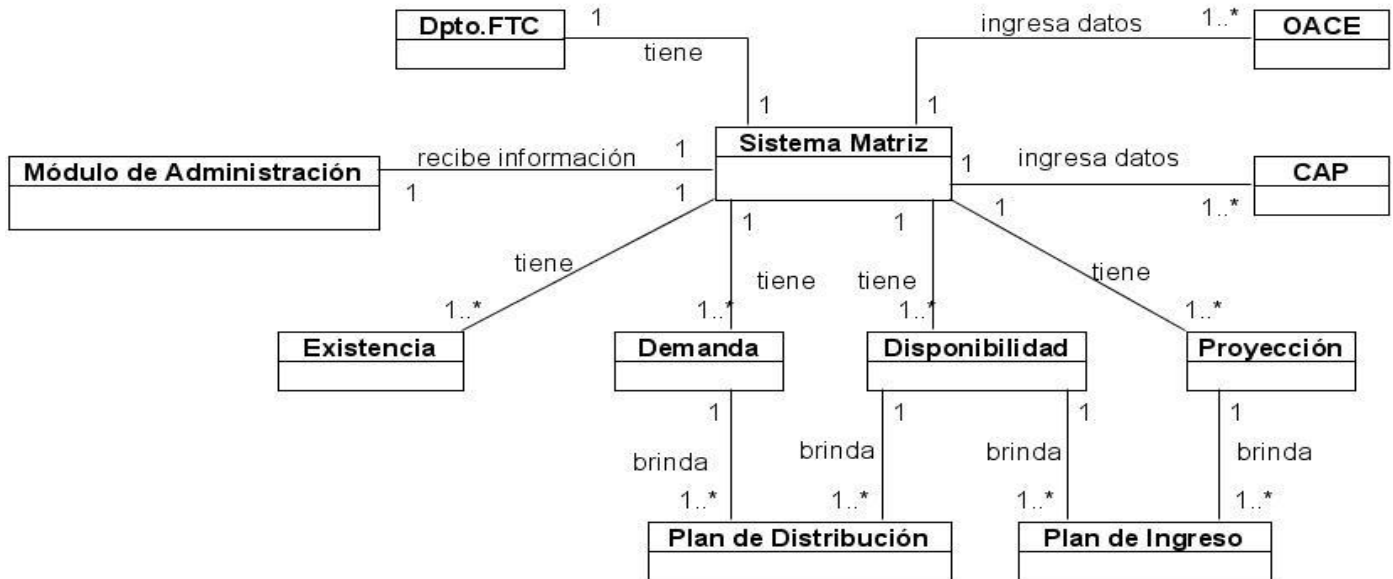 Dpto.FTC
1
tiene
1
ingresa datos
1..*
OACE
1
Sistema Matriz
Módulo de Administración
recibe información
1
1
1
ingresa datos
1..*
CAP
1
tiene
1..*
1
tiene
1..*
1
tiene
1..*
1
tiene
1..*
Existencia
Demanda
Disponibilidad
Proyección
1
brinda
1..*
1
brinda
1..*
1
brinda
1..*
1
brinda
1..*
Plan de Distribución
Plan de Ingreso